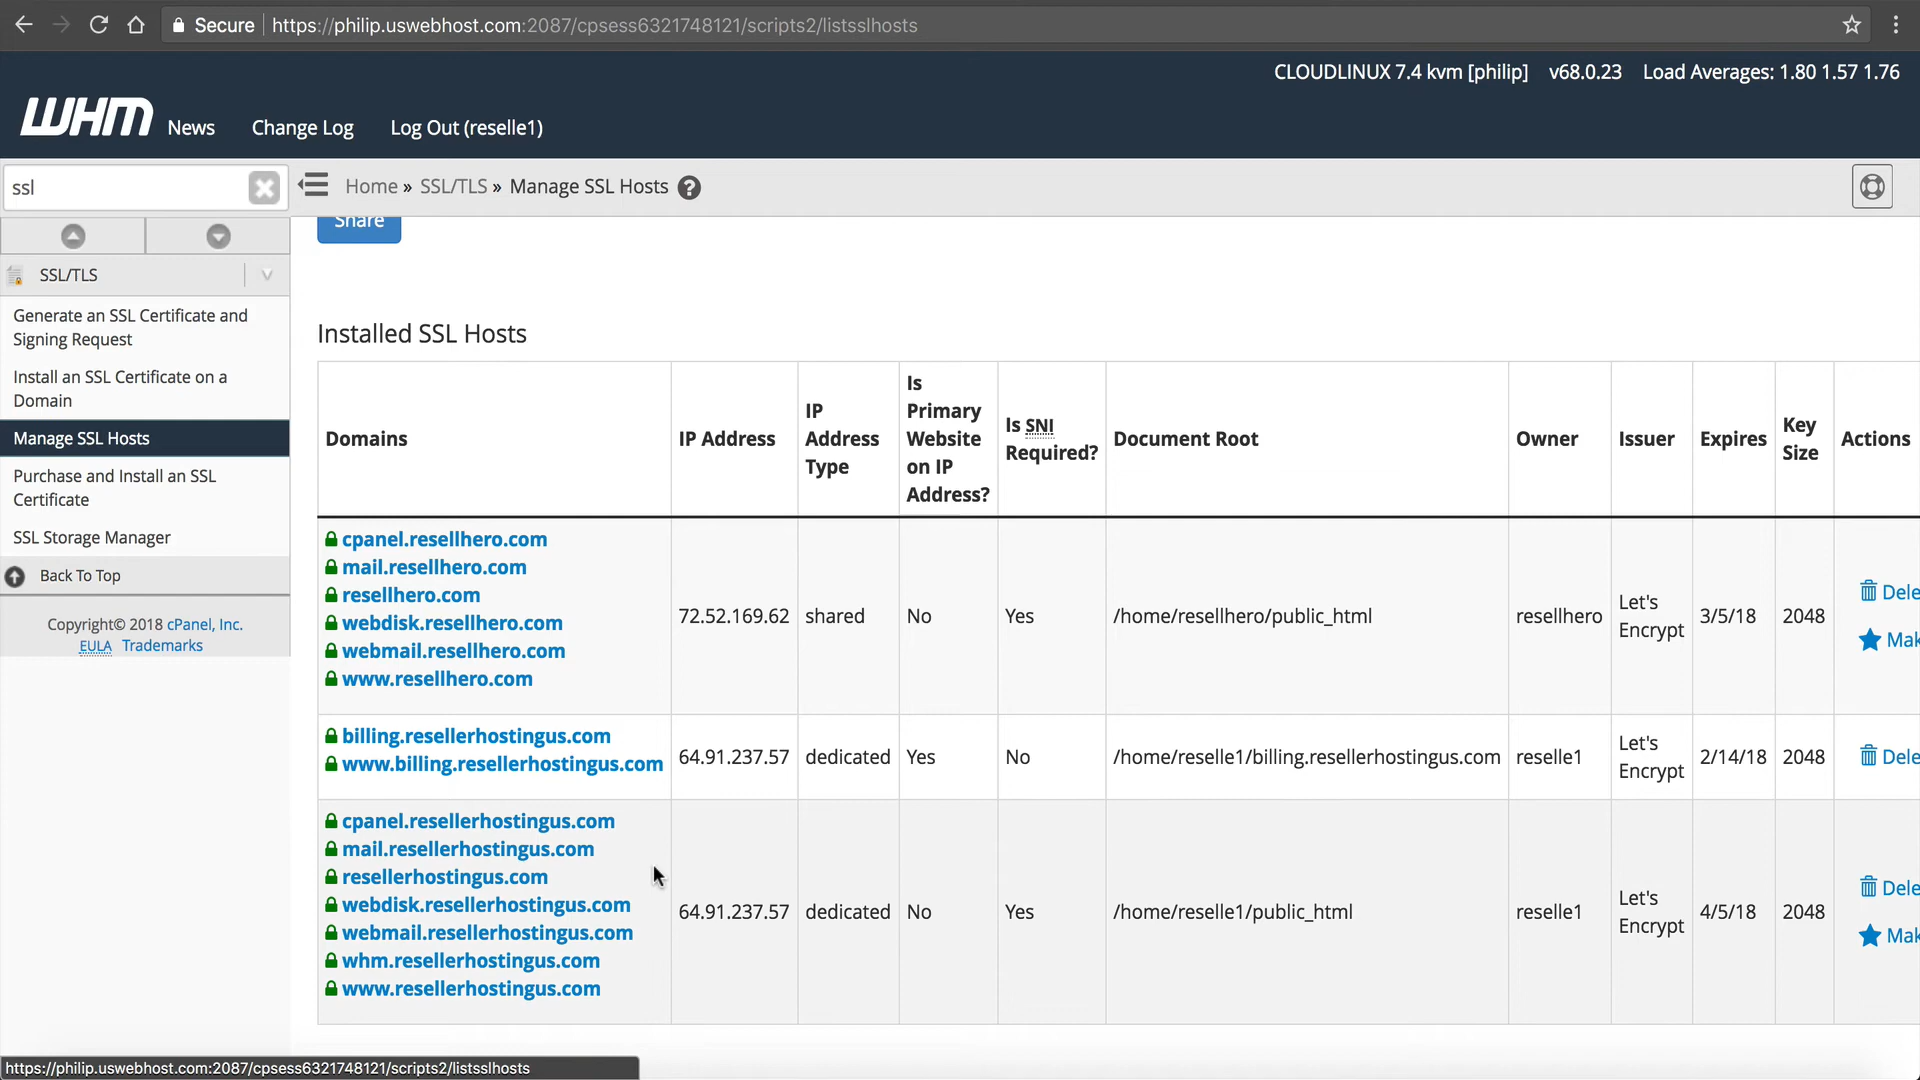 Secure https://philip.uswebhost.com:2087/cpsess6321748121/scripts2/listsslhosts
CLOUDLINUX 7.4 kvm [philip] v68.0.23 Load Averages: 1.80 1.57 1.76
WHM News Change Log Log Out (reselle1)
ssl
Home » SSL/TLS » Manage SSL Hosts ?
Share
SSL/TLS
Generate an SSL Certificate and
Signing Request
Install an SSL Certificate on a
Domain
Manage SSL Hosts
Purchase and Install an SSL
Certificate
SSL Storage Manager
Back To Top
Copyright© 2018 cPanel, Inc.
EULA Trademarks
Installed SSL Hosts
Domains
IP Address
IP
Address
Type
Is
Primary
Website
on IP
Address?
Is SNI
Required?
Document Root
Owner
Issuer
Expires
Key
Size
Actions
cpanel.resellhero.com
mail.resellhero.com
resellhero.com
webdisk.resellhero.com
webmail.resellhero.com
www.resellhero.com
72.52.169.62
shared
No
Yes
/home/resellhero/public_html
resellhero
Let's
Encrypt
3/5/18
2048
Dele
Mak
billing.resellerhostingus.com
www.billing.resellerhostingus.com
64.91.237.57
dedicated
Yes
No
/home/reselle1/billing.resellerhostingus.com
reselle1
Let's
Encrypt
2/14/18
2048
Dele
cpanel.resellerhostingus.com
mail.resellerhostingus.com
resellerhostingus.com
webdisk.resellerhostingus.com
webmail.resellerhostingus.com
whm.resellerhostingus.com
www.resellerhostingus.com
64.91.237.57
dedicated
No
Yes
/home/reselle1/public_html
reselle1
Let's
Encrypt
4/5/18
2048
Dele
Mak
https://philip.uswebhost.com:2087/cpsess6321748121/scripts2/listsslhosts